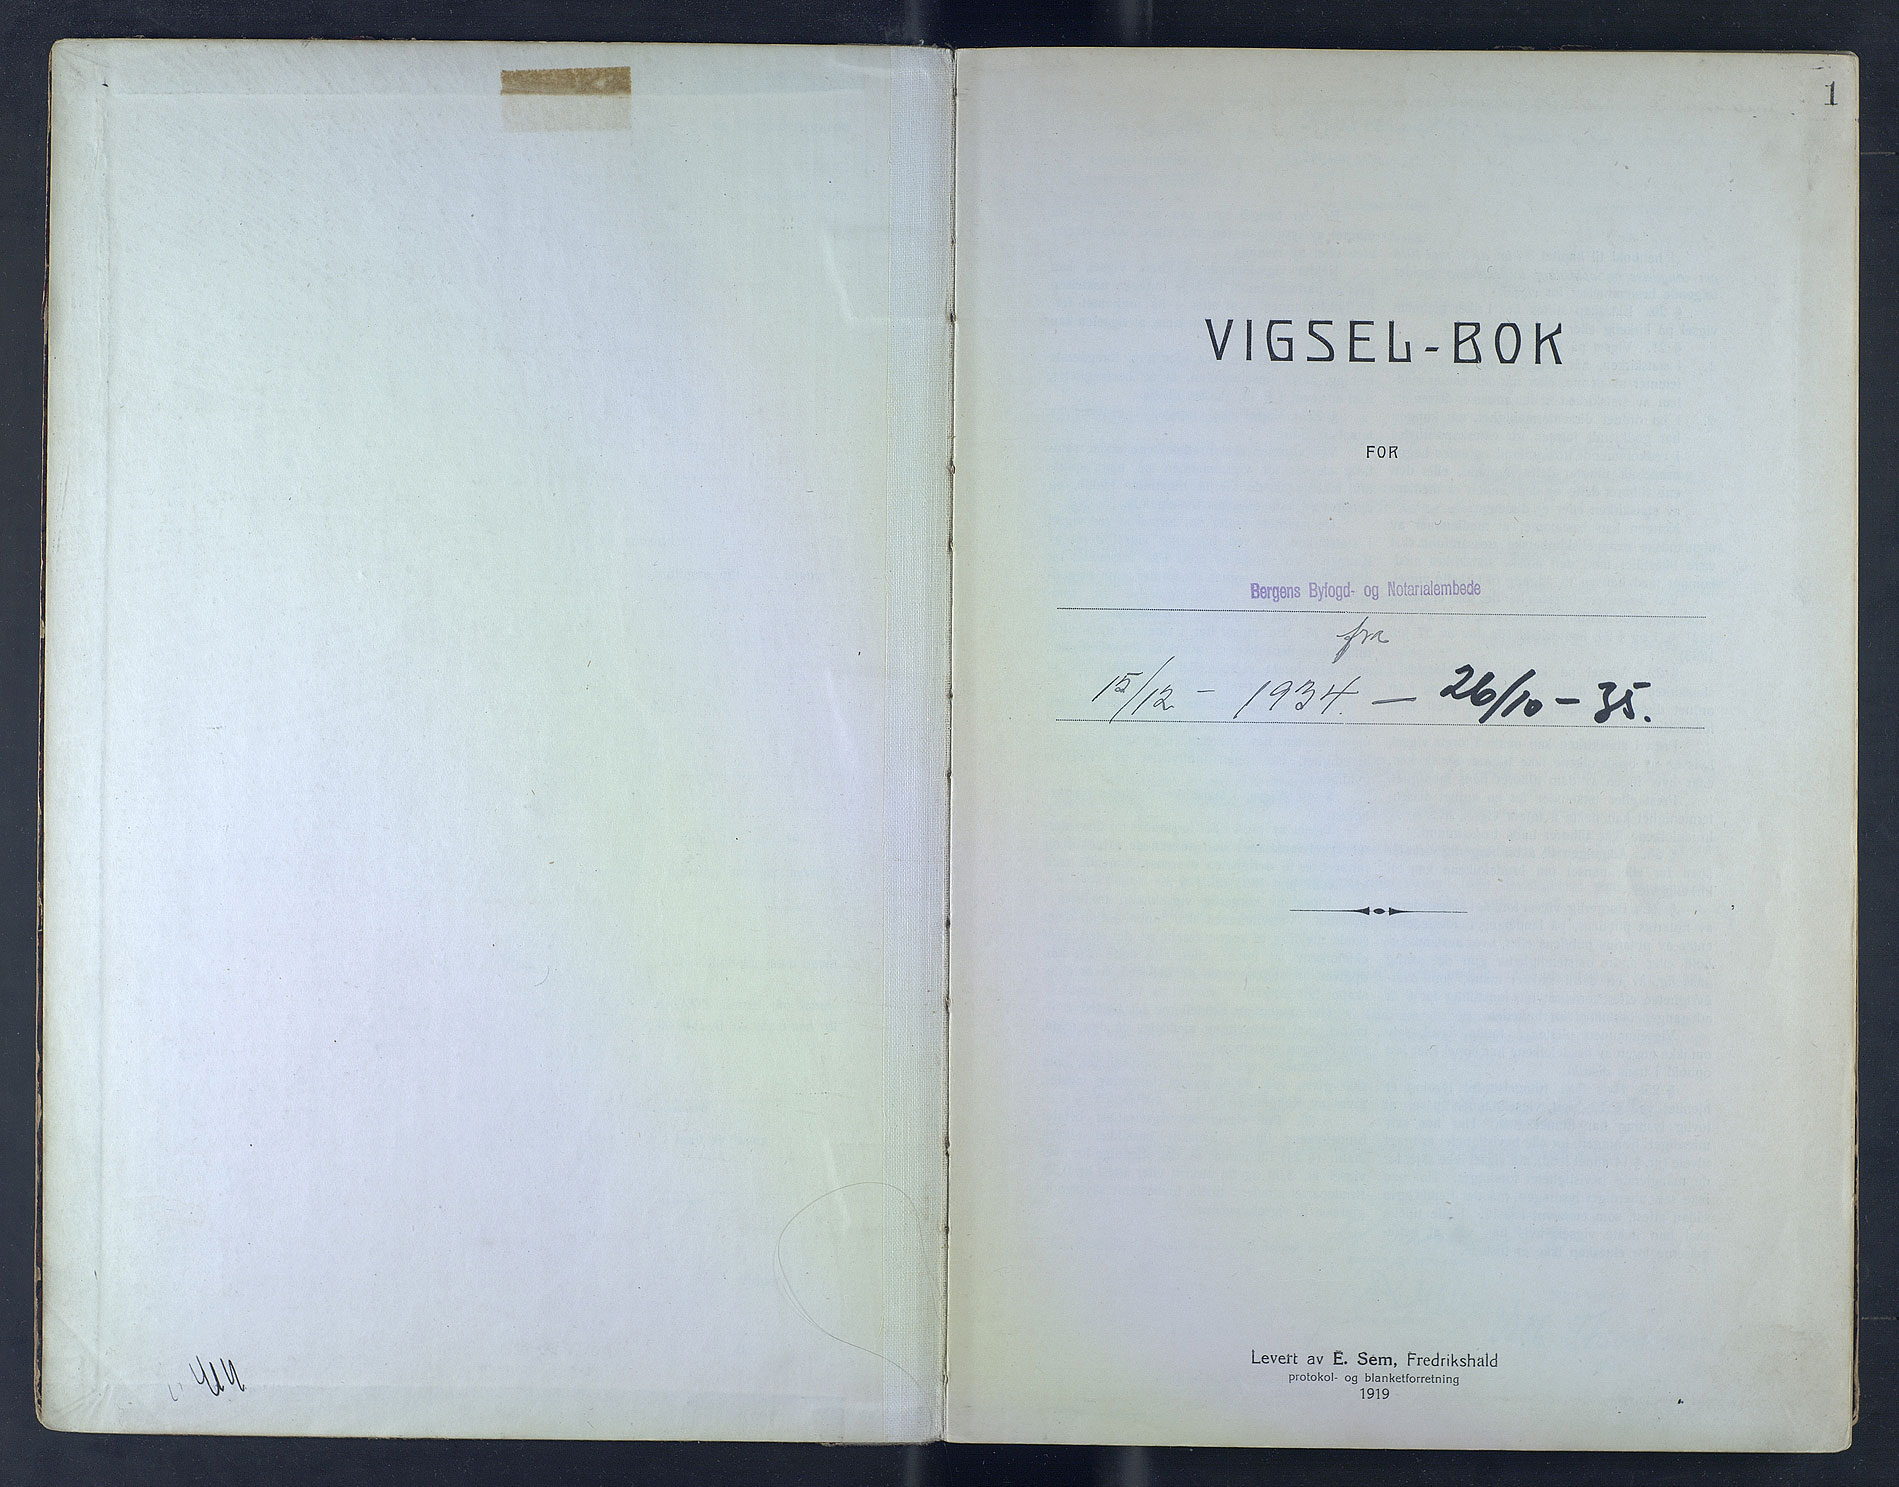 1
VIGSEL-BOK
FOR
Bergens Byfogd- og Notarialembede
fra
15/12 - 1934. — 26/10 - 35.
Levert av E. Sem, Fredrikshald
protokol- og blanketforretning
1919